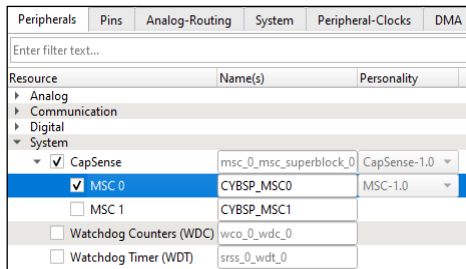 Peripherals Pins Analog-Routing System Peripheral-Clocks DMA
Enter filter text...
Resource Name(s) Personality
Analog
Communication
Digital
System
CapSense msc_0_msc_superblock_0 CapSense-1.0
MSC 0 CYBSP_MSC0 MSC-1.0
MSC 1 CYBSP_MSC1
Watchdog Counters (WDC) wco_0_wdc_0
Watchdog Timer (WDT) srss_0_wdt_0